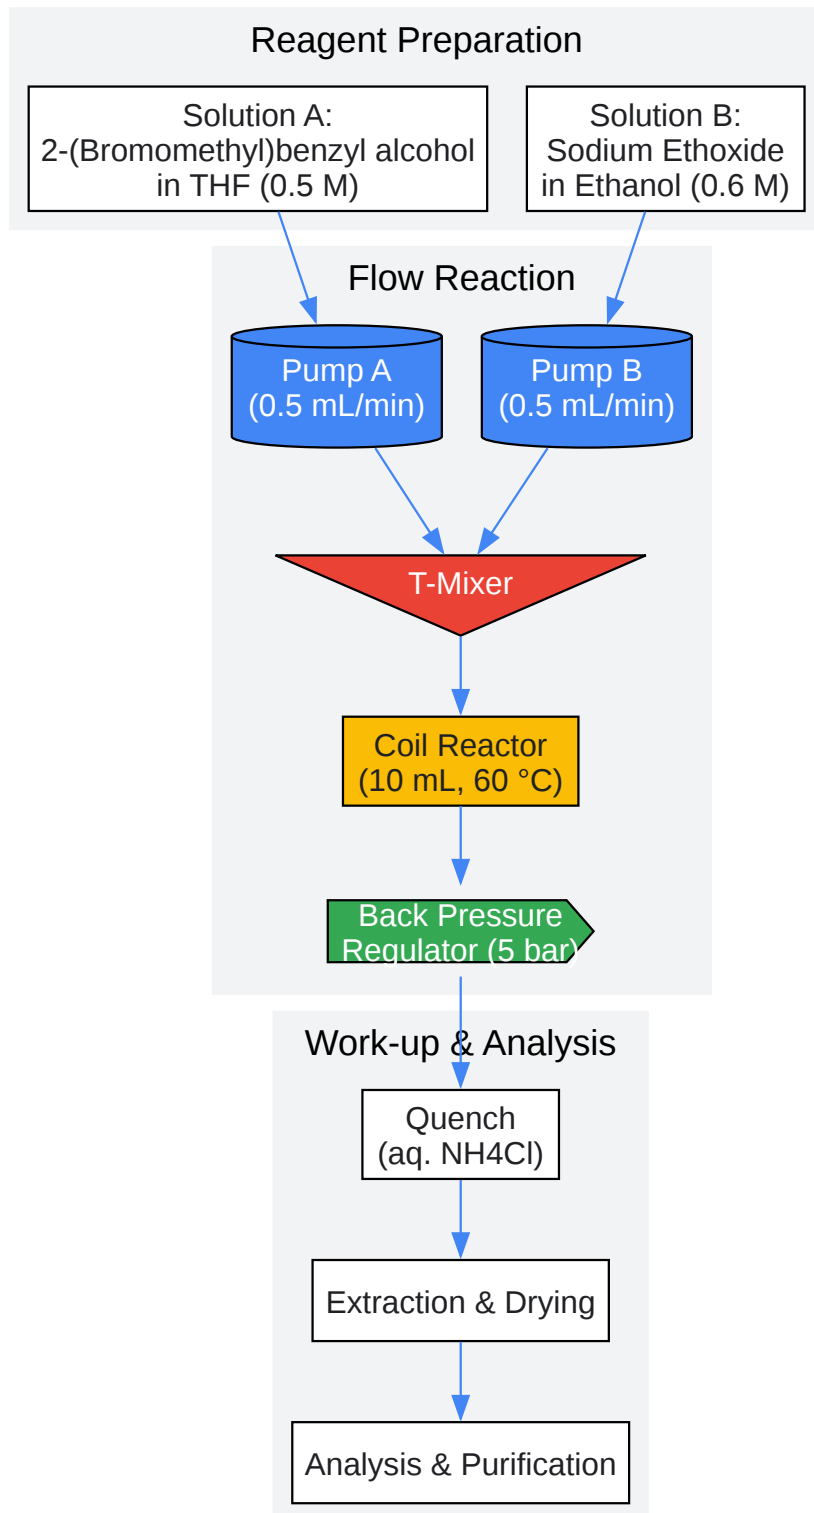 Reagent Preparation
Solution A:
2-(Bromomethyl)benzyl alcohol
in THF (0.5 M)
Solution B:
Sodium Ethoxide
in Ethanol (0.6 M)
Flow Reaction
Pump A
(0.5 mL/min)
Pump B
(0.5 mL/min)
T-Mixer
Coil Reactor
(10 mL, 60 °C)
Back Pressure
Regulator (5 bar)
Work-up & Analysis
Quench
(aq. NH4Cl)
Extraction & Drying
Analysis & Purification